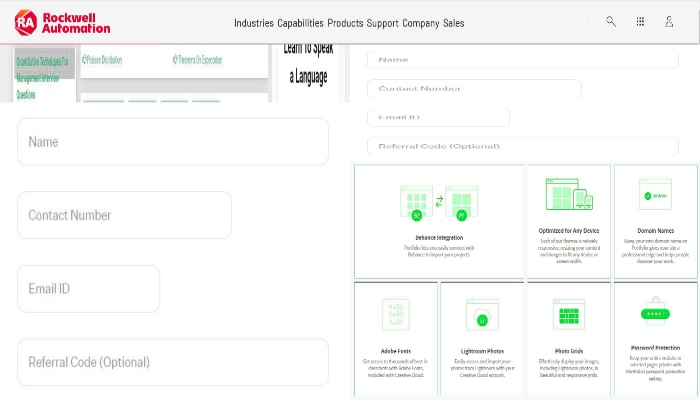 Rockwell
Automation
Industries Capabilities Products Support Company Sales
Quantitative Techniques For
Management Interview
Questions
Poisson Distribution
Theorems On Expectation
Learn To Speak
a Language
Name
Contact Number
Email ID
Referral Code (Optional)
Name
Contact Number
Email ID
Referral Code (Optional)
Behance Integration
Portfolio lets you easily connect with
Behance to import your projects.
Optimized for Any Device
Each of our themes is natively
responsive, resizing your content
and images to fit any device or
screen width.
www.
Domain Names
Using your own domain name on
Portfolio gives your site a
professional edge and helps people
discover your work.
Adobe Fonts
Get access to thousands of best-in
class fonts with Adobe Fonts,
included with Creative Cloud.
Lightroom Photos
Easily access and import your
photos from Lightroom with your
Creative Cloud account.
Photo Grids
Effortlessly display your images,
including Lightroom photos, in
beautiful and responsive grids.
Password Protection
Keep your entire website or
selected pages private with
Portfolio's password protection
setting.